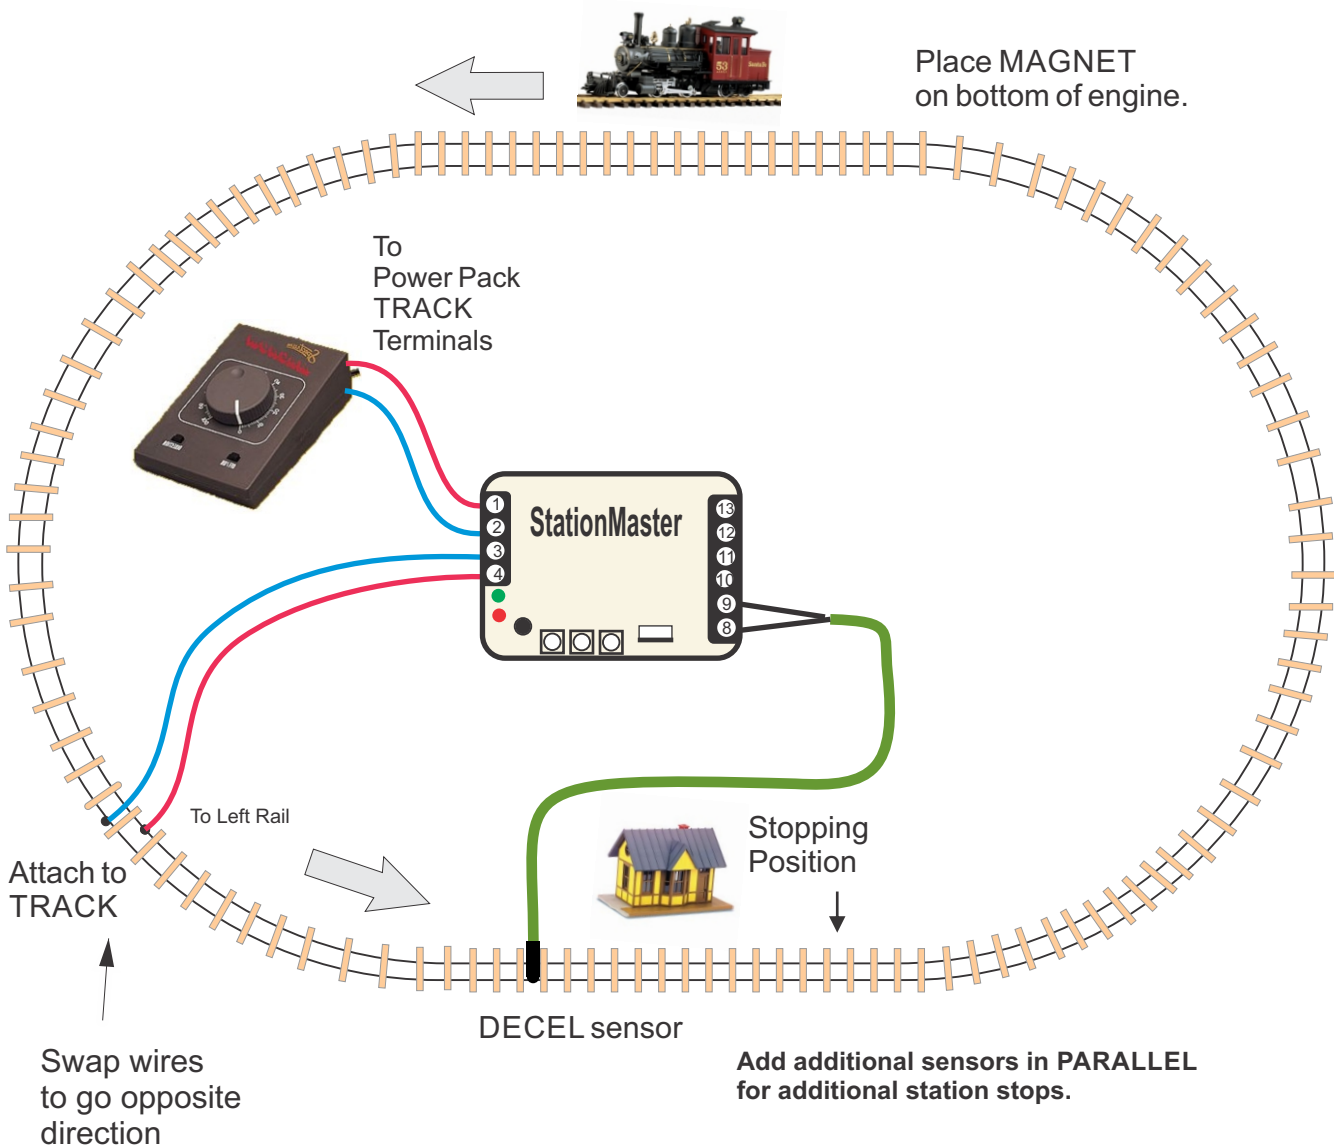 Place MAGNET
on bottom of engine.
53
To
Power Pack
TRACK
Terminals
StationMaster
1
2
3
4
13
12
11
10
9
8
To Left Rail
Attach to
TRACK
Stopping
Position
DECEL sensor
Swap wires
to go opposite
direction
Add additional sensors in PARALLEL
for additional station stops.